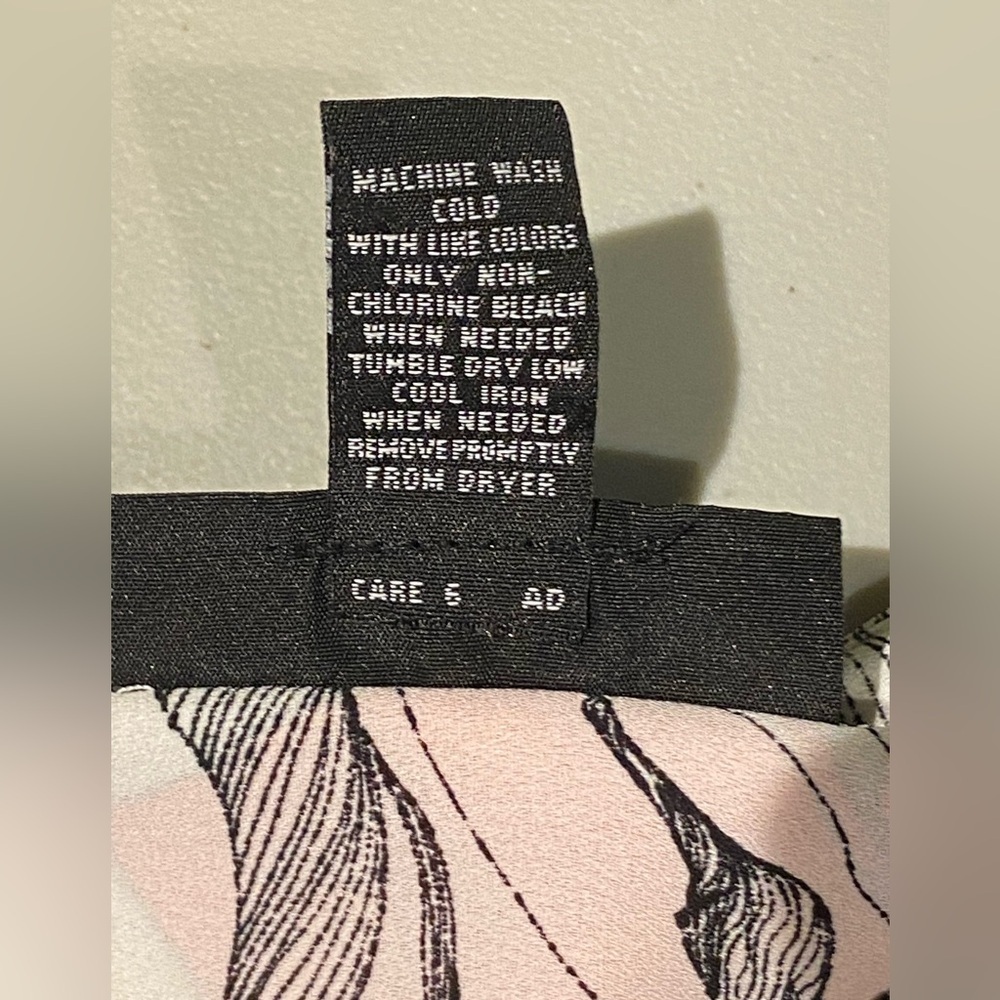 MACHINE WASH
COLD
WITH LIKE COLORS
ONLY NON-
CHLORINE BLEACH
WHEN NEEDED
TUMBLE DRY LOW
COOL IRON
WHEN NEEDED
REMOVE PROMPTLY
FROM DRYER
CARE 6 AD